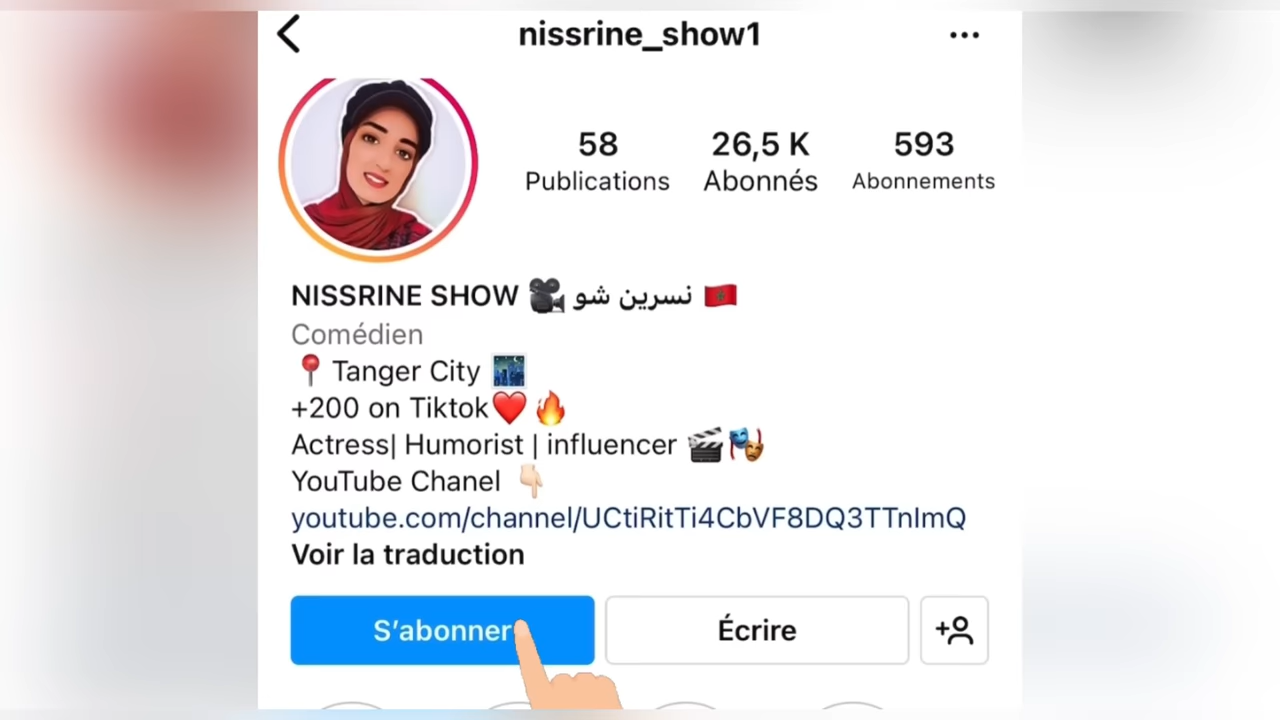 nissrine_show1
58
Publications
26,5 K
Abonnés
593
Abonnements
NISSRINE SHOW 🎥 نسرين شو 🇲🇦
Comédien
📍 Tanger City 🌃
+200 on Tiktok❤️🔥
Actress| Humorist | influencer 🎬🎭
YouTube Chanel 👇🏻
youtube.com/channel/UCtiRitTi4CbVF8DQ3TTnImQ
Voir la traduction
S’abonner
Écrire